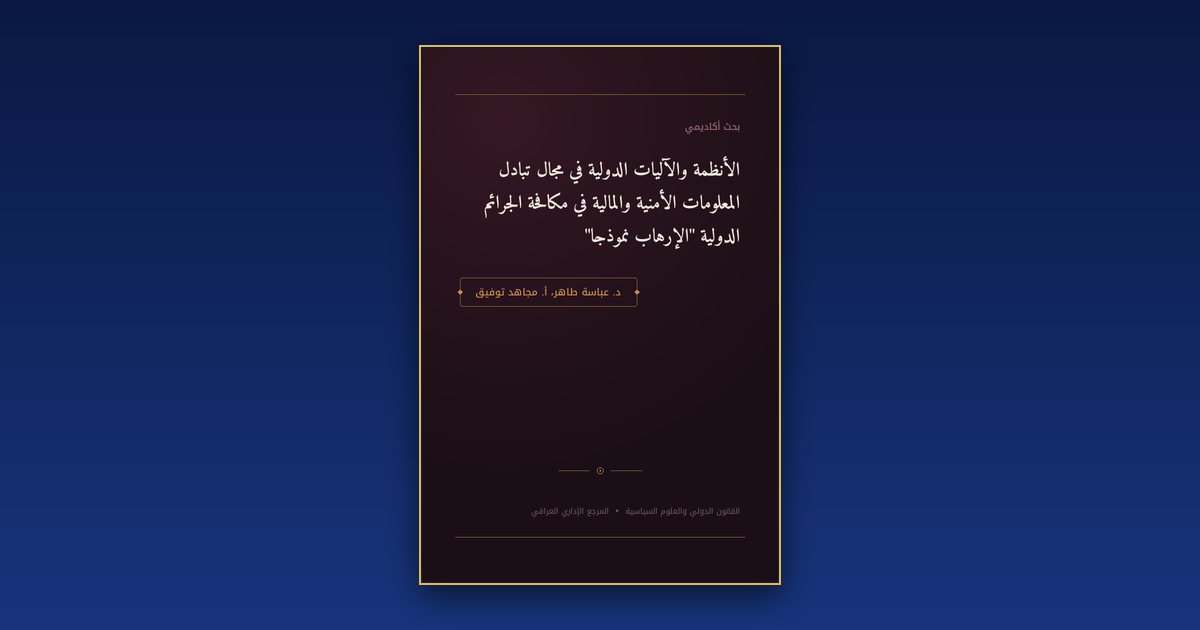 بحث أكاديمي
الأنظمة والآليات الدولية في مجال تبادل
المعلومات الأمنية والمالية في مكافحة الجرائم
الدولية "الإرهاب نموذجا"
د. عباسة طاهر، أ. مجاهد توفيق
القانون الدولي والعلوم السياسية • المرجع الإداري العراقي